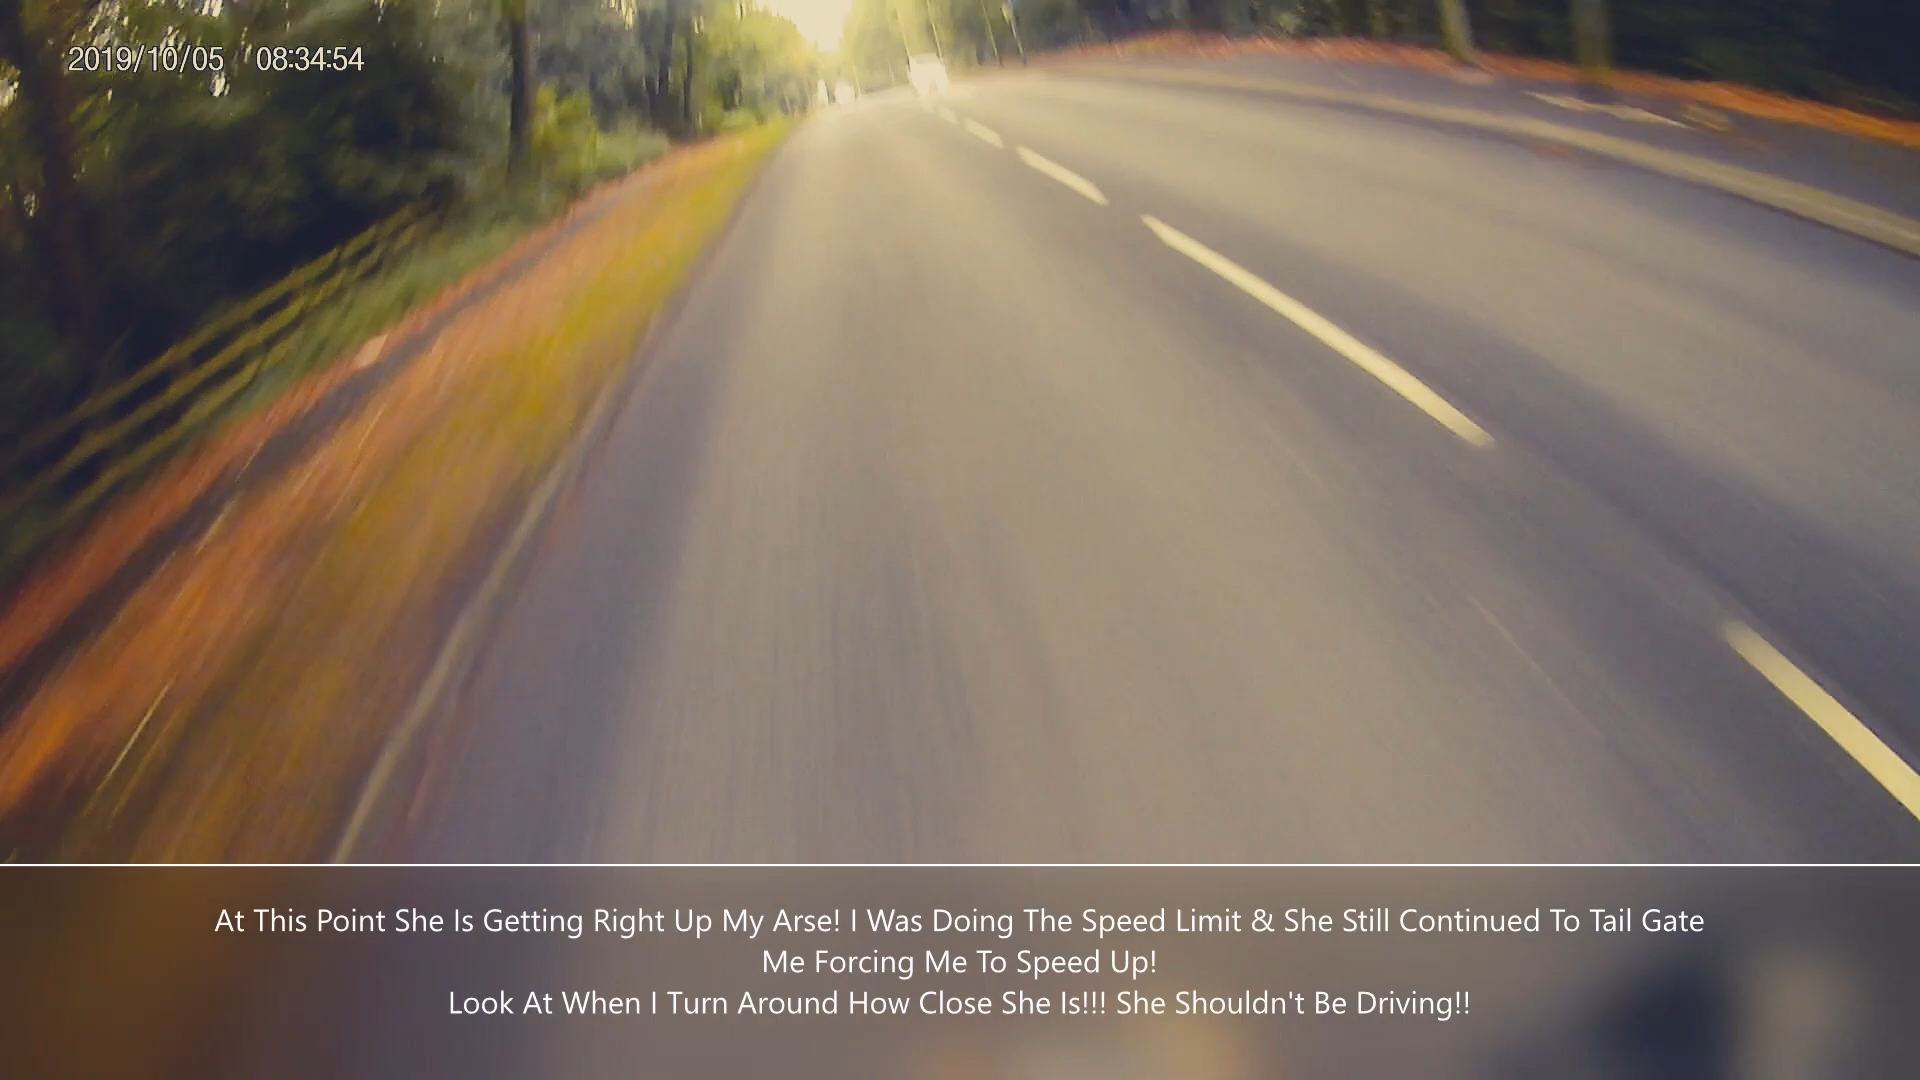 2019/10/05 08:34:54
At This Point She Is Getting Right Up My Arse! I Was Doing The Speed Limit & She Still Continued To Tail Gate
Me Forcing Me To Speed Up!
Look At When I Turn Around How Close She Is!!! She Shouldn't Be Driving!!